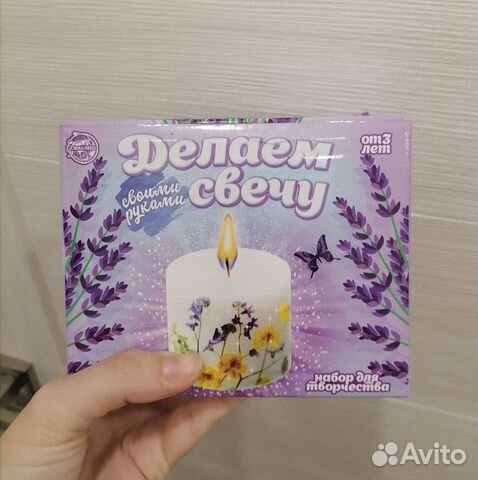 Делаем
своими
руками
свечу
от 3
лет
набор для
творчества
Avito